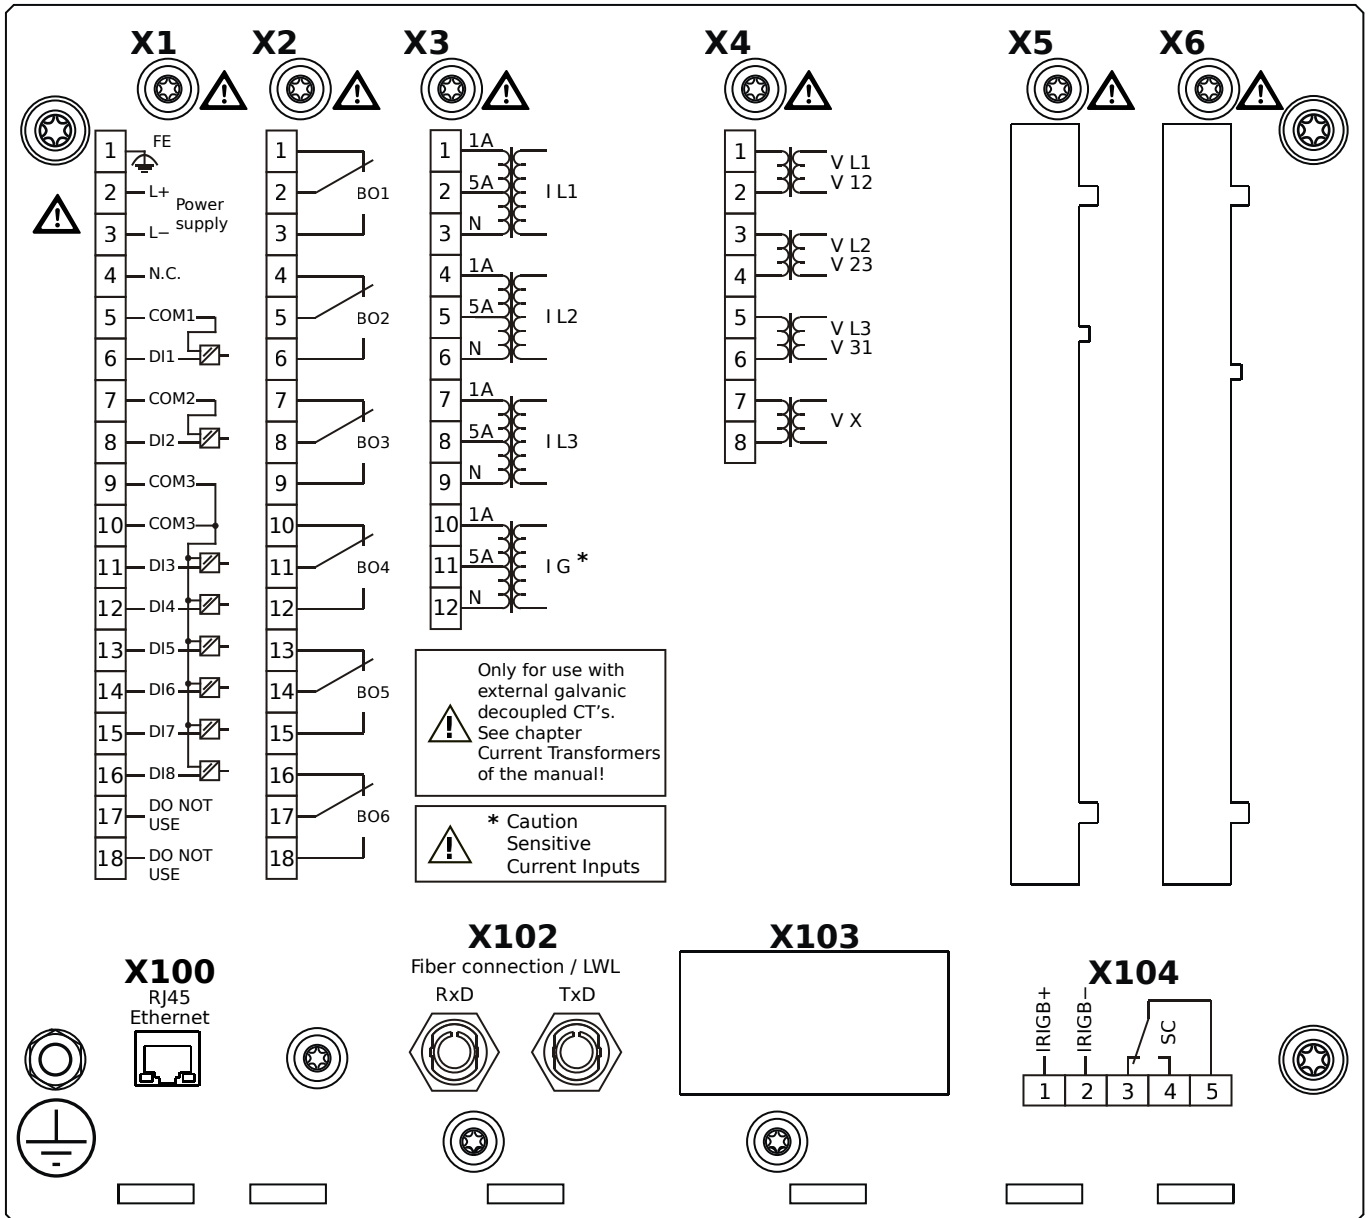 X1
X2
X3
X4
X5
X6
1 FE
2 L+
Power
supply
3 L−
4 N.C.
5 COM1
6 DI1
7 COM2
8 DI2
9 COM3
10 COM3
11 DI3
12 DI4
13 DI5
14 DI6
15 DI7
16 DI8
17 DO NOT
USE
18 DO NOT
USE
1
2 BO1
3
4
5 BO2
6
7
8 BO3
9
10
11 BO4
12
13
14 BO5
15
16
17 BO6
18
1 1A
2 5A I L1
3 N
4 1A
5 5A I L2
6 N
7 1A
8 5A I L3
9 N
10 1A
11 5A I G *
12 N
!
Only for use with
external galvanic
decoupled CT's.
See chapter
Current Transformers
of the manual!
!
* Caution
Sensitive
Current Inputs
1 V L1
2 V 12
3 V L2
4 V 23
5 V L3
6 V 31
7 V X
8
X100
RJ45
Ethernet
X102
Fiber connection / LWL
RxD TxD
X103
X104
IRIGB+
IRIGB−
SC
1 2 3 4 5